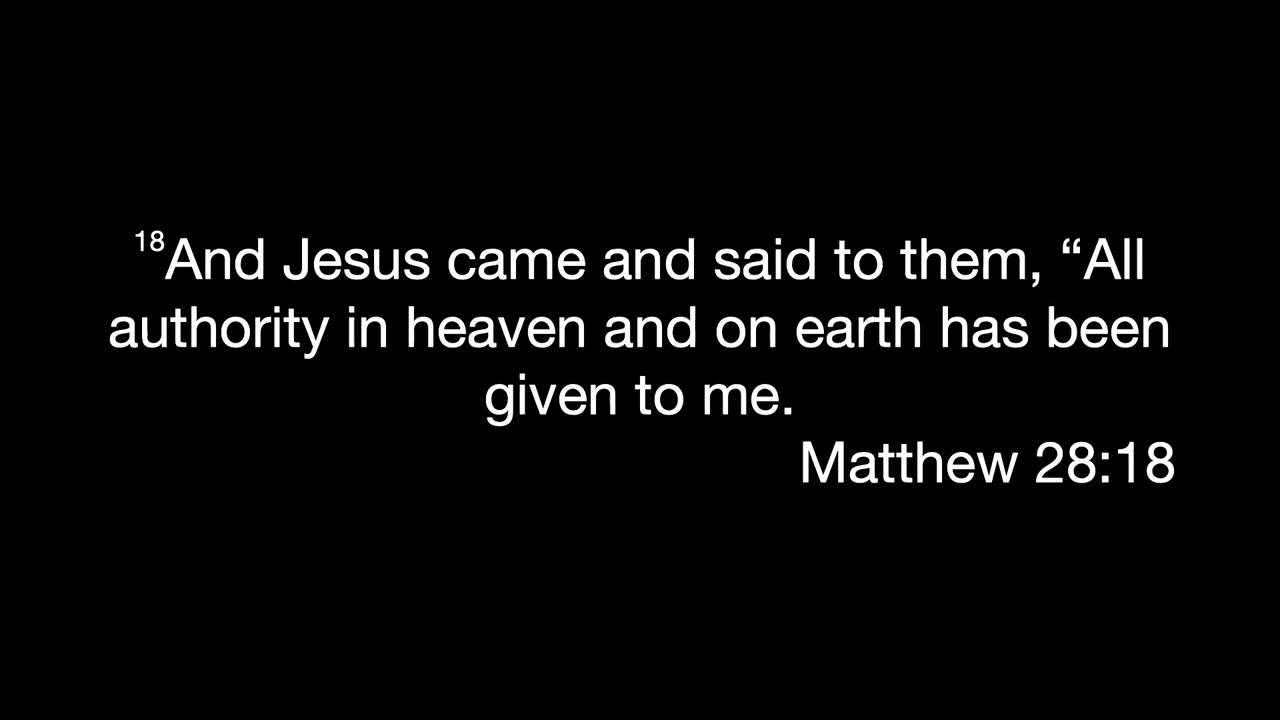 18And Jesus came and said to them, “All
authority in heaven and on earth has been
given to me.
Matthew 28:18